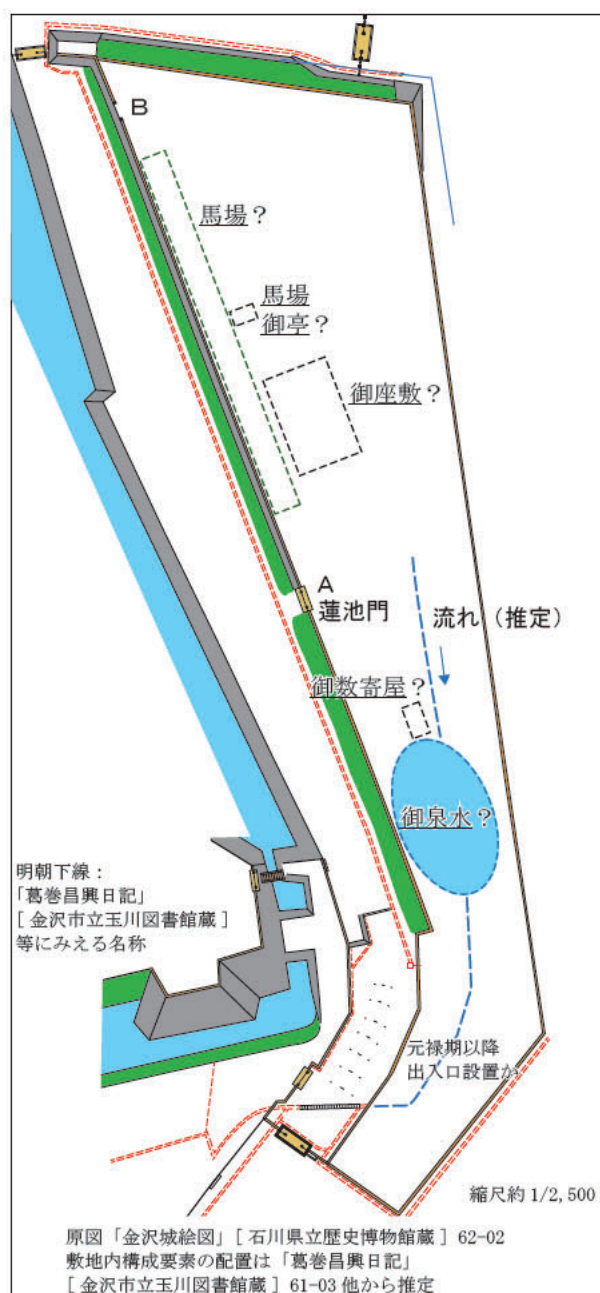 B
馬場？
馬場
御亭？
御座敷？
A
蓮池門
流れ（推定）
御数寄屋？
御泉水？
明朝下線：
「葛巻昌興日記」
[ 金沢市立玉川図書館蔵 ]
等にみえる名称
元禄期以降
出入口設置か
縮尺約 1/2,500
原図「金沢城絵図」[ 石川県立歴史博物館蔵 ] 62-02
敷地内構成要素の配置は「葛巻昌興日記」
[ 金沢市立玉川図書館蔵 ] 61-03 他から推定